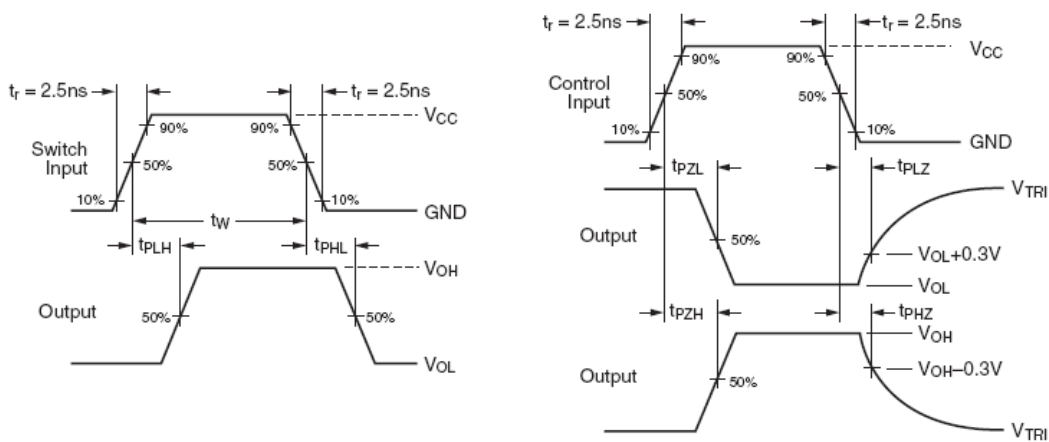 tr = 2.5ns
tr = 2.5ns
VCC
90%
90%
Switch
Input
50%
50%
10%
10%
GND
tW
tPLH
tPHL
VOH
Output
50%
50%
VOL
tr = 2.5ns
tr = 2.5ns
VCC
90%
90%
Control
Input
50%
50%
10%
10%
GND
tPZL
tPLZ
VTRI
Output
50%
VOL+0.3V
VOL
tPZH
tPHZ
VOH
Output
50%
VOH–0.3V
VTRI